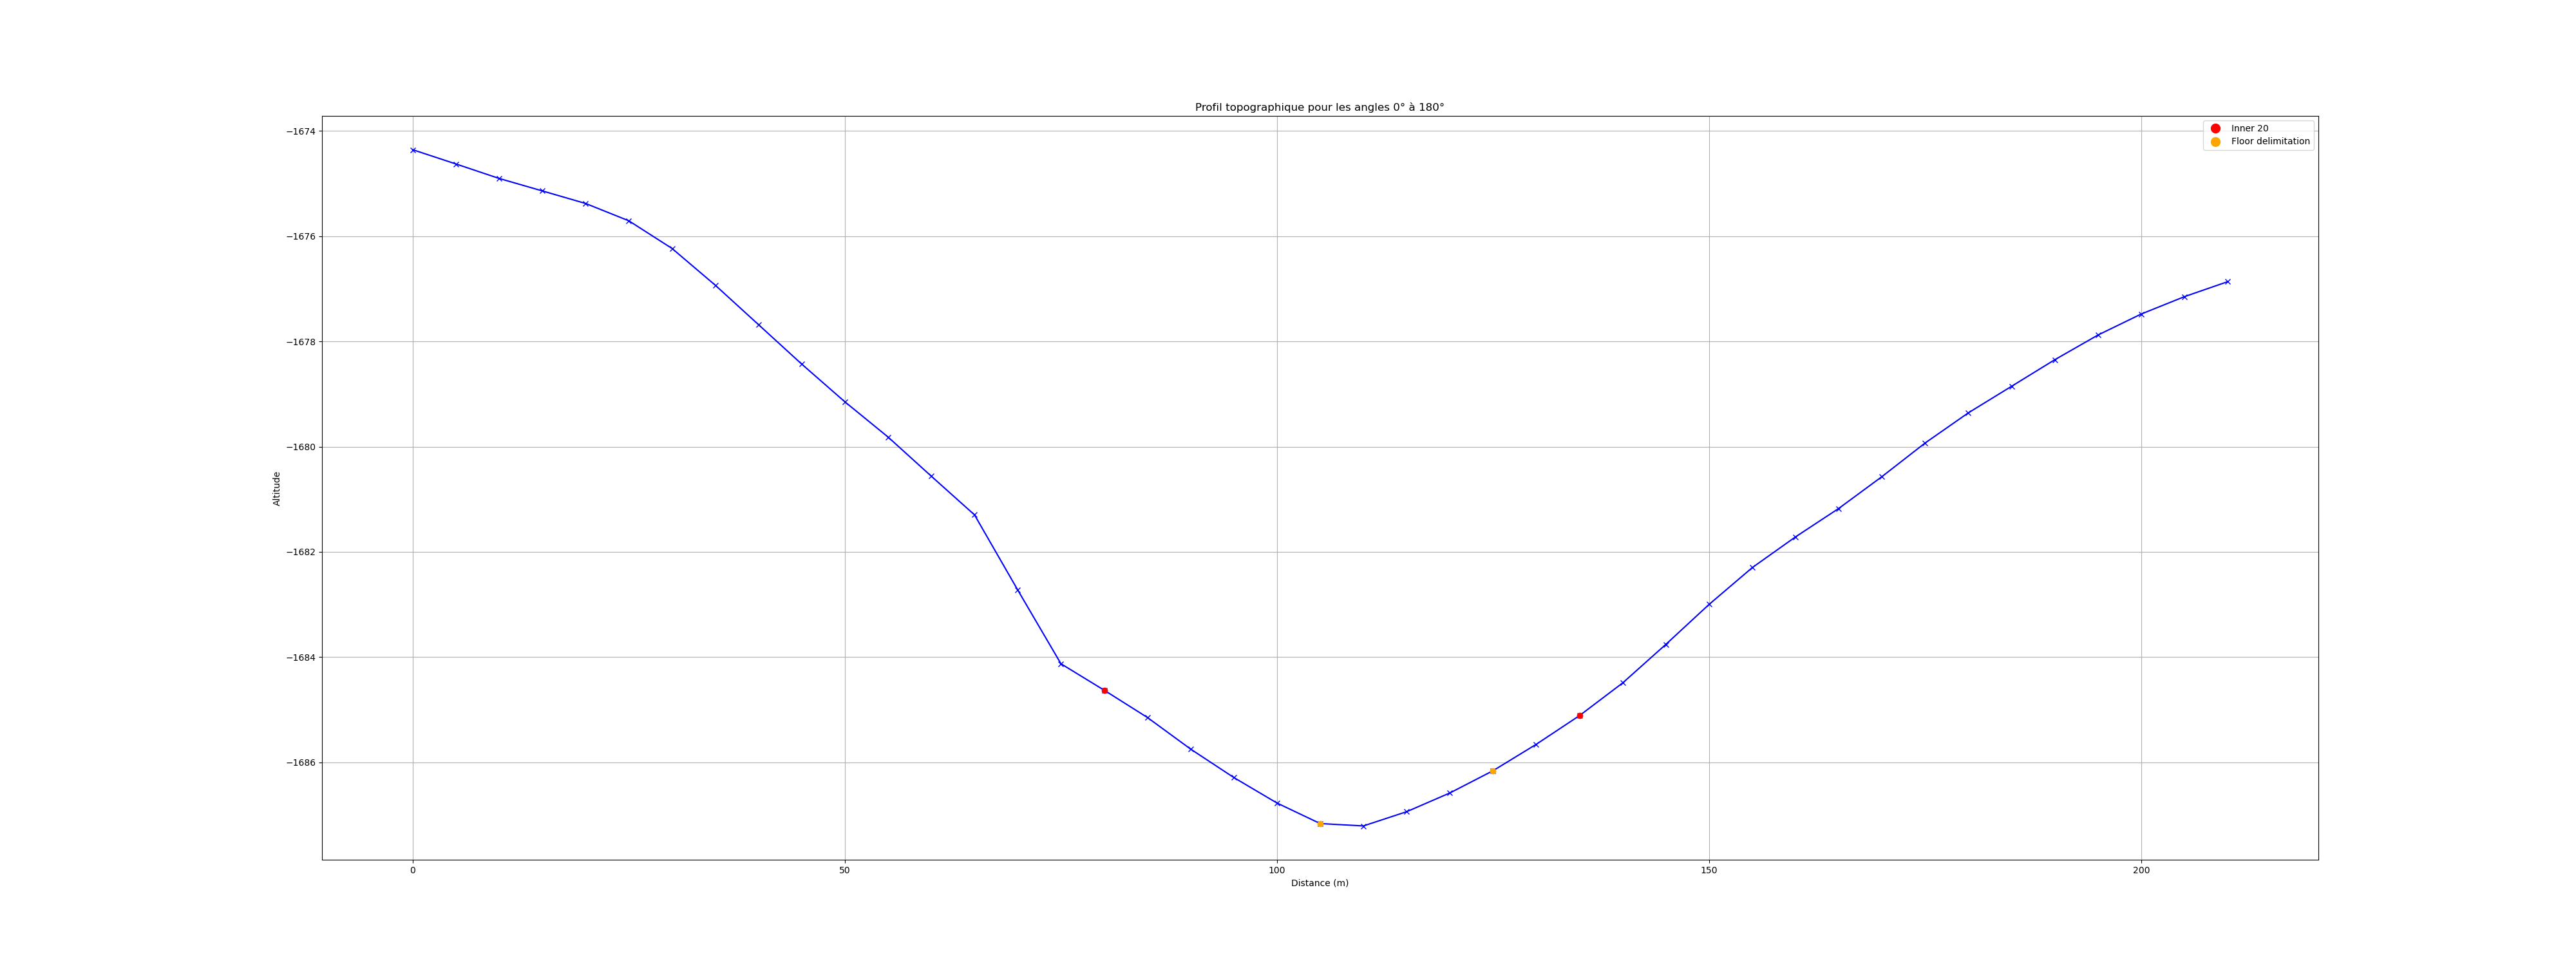 Profil topographique pour les angles 0° à 180°
Inner 20
Floor delimitation
−1674
−1676
−1678
−1680
−1682
−1684
−1686
Altitude
0
50
100
150
200
Distance (m)